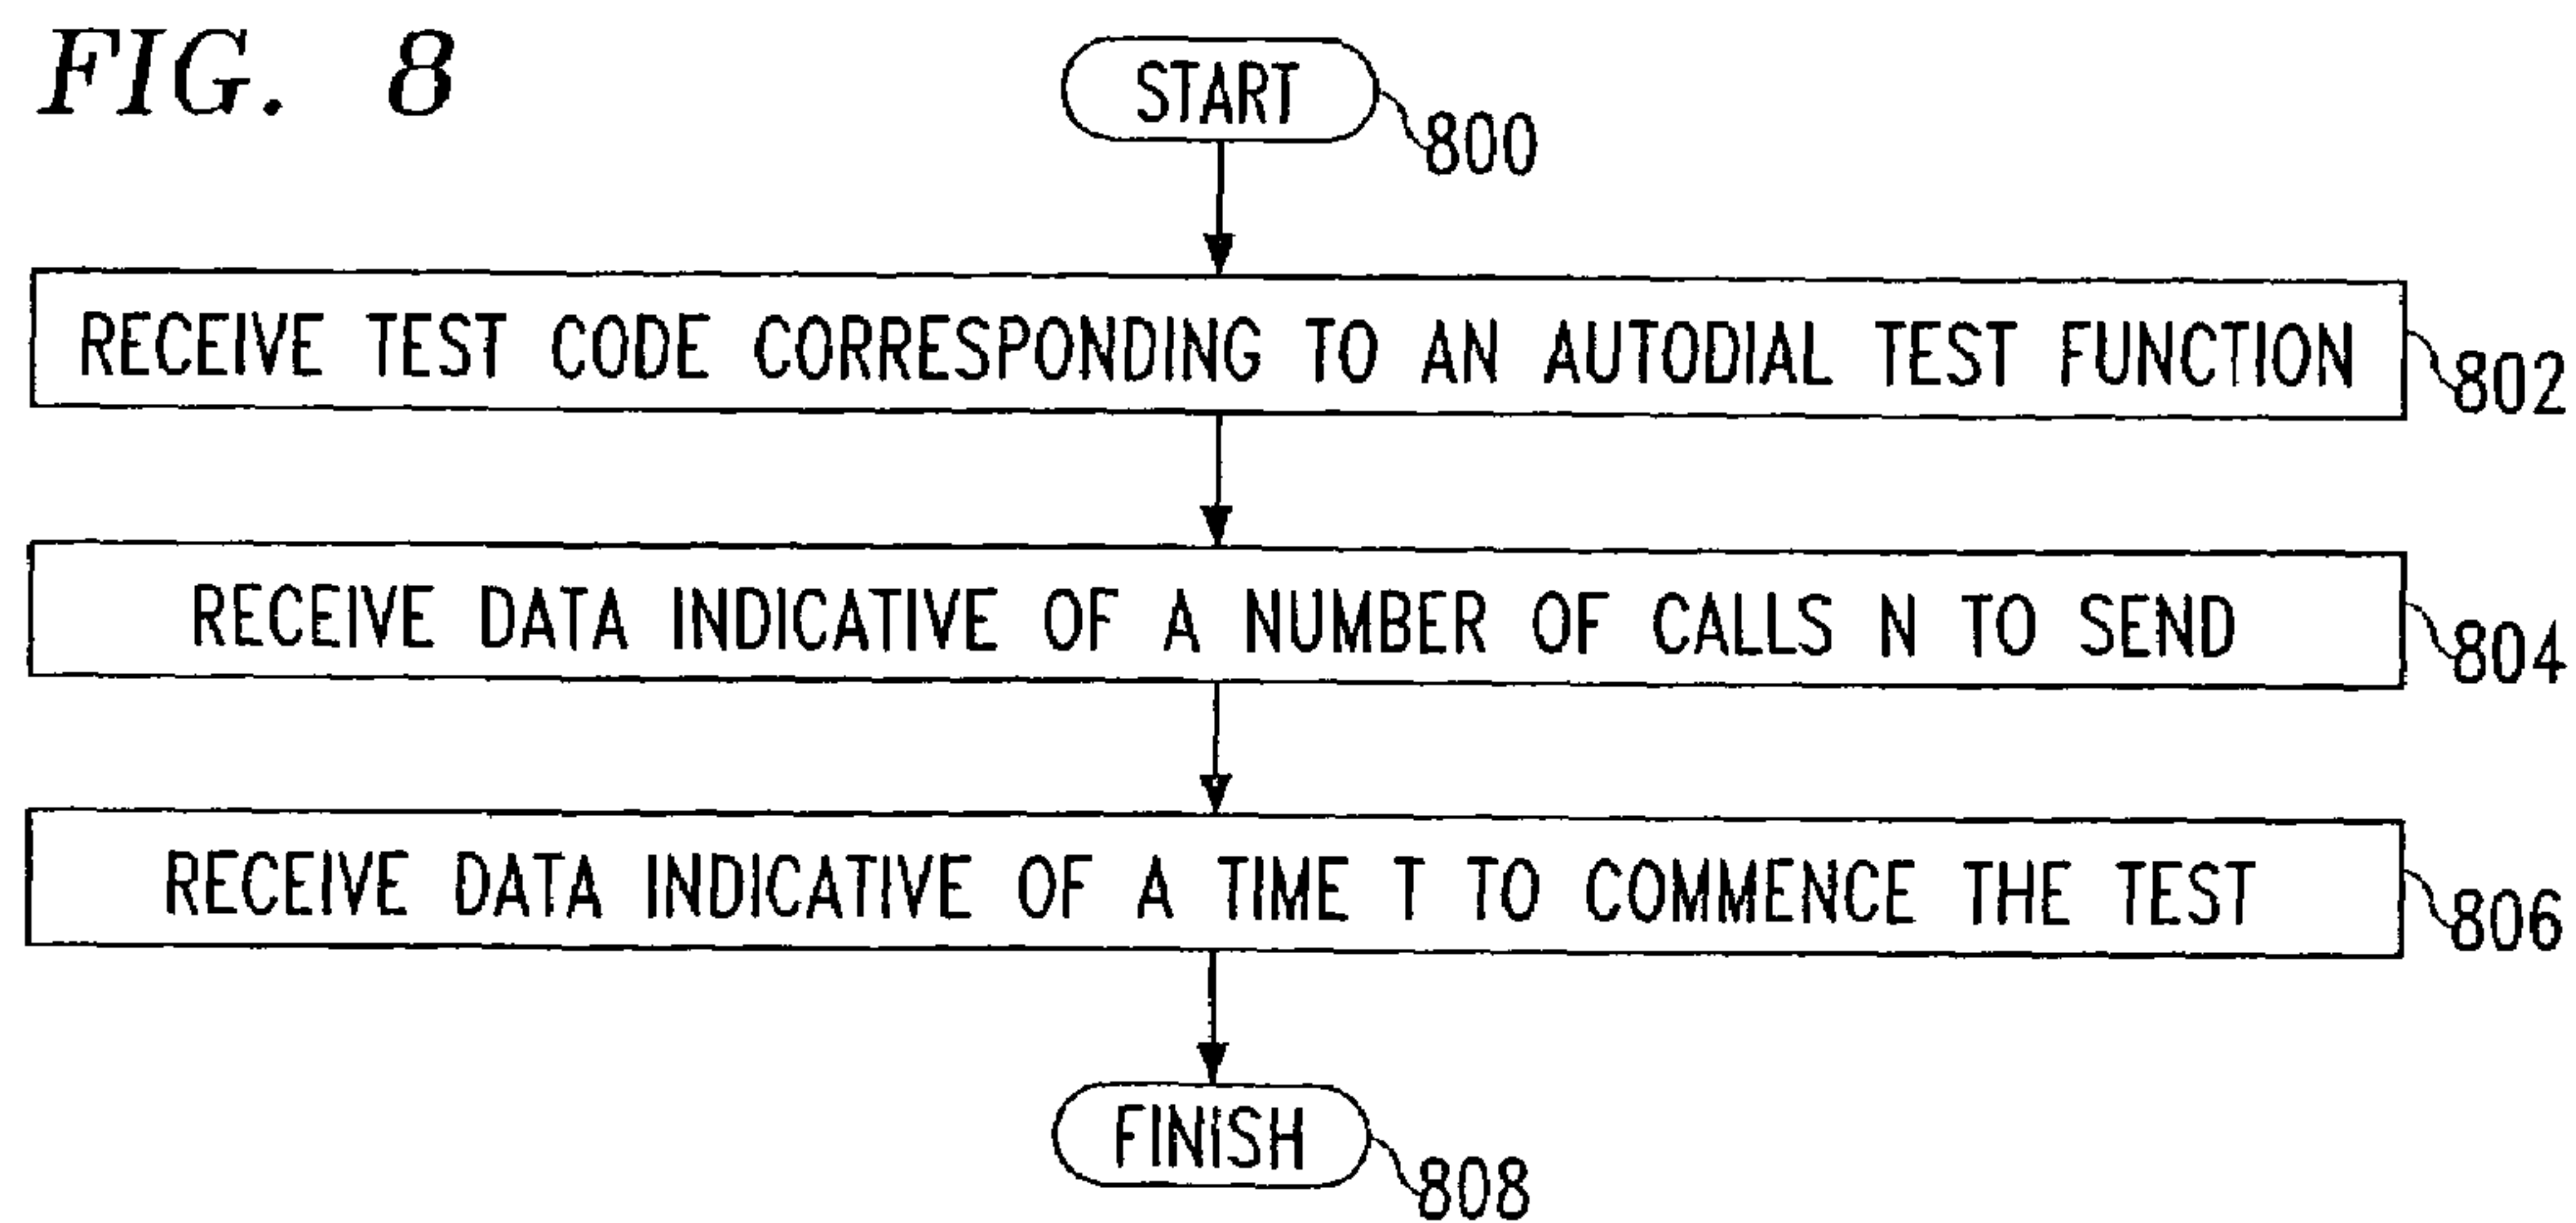 FIG. 8
START
800
RECEIVE TEST CODE CORRESPONDING TO AN AUTODIAL TEST FUNCTION
802
RECEIVE DATA INDICATIVE OF A NUMBER OF CALLS N TO SEND
804
RECEIVE DATA INDICATIVE OF A TIME T TO COMMENCE THE TEST
806
FINISH
808